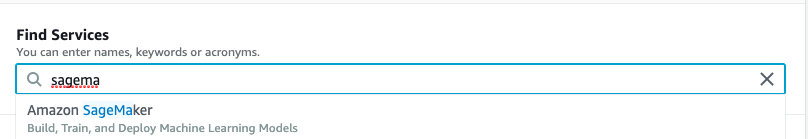 Find Services
You can enter names, keywords or acronyms.
sagema
Amazon SageMaker
Build, Train, and Deploy Machine Learning Models